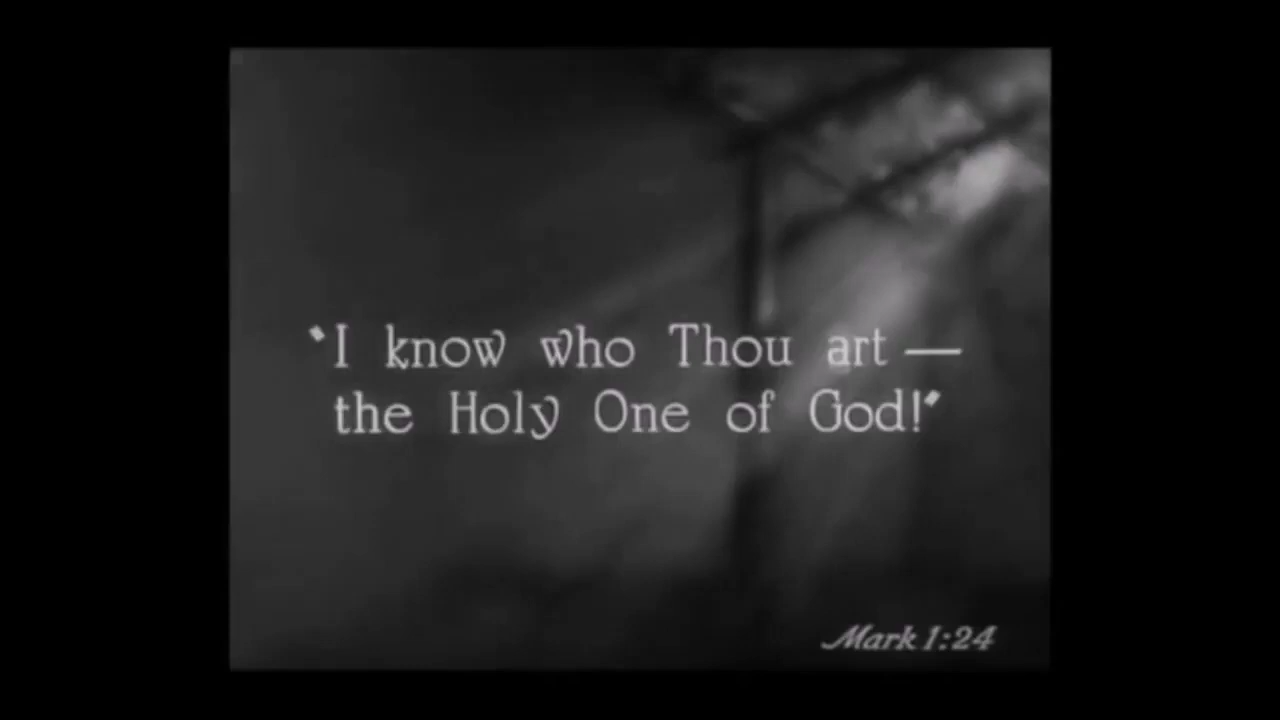 "I know who Thou art —
the Holy One of God!"
Mark 1:24